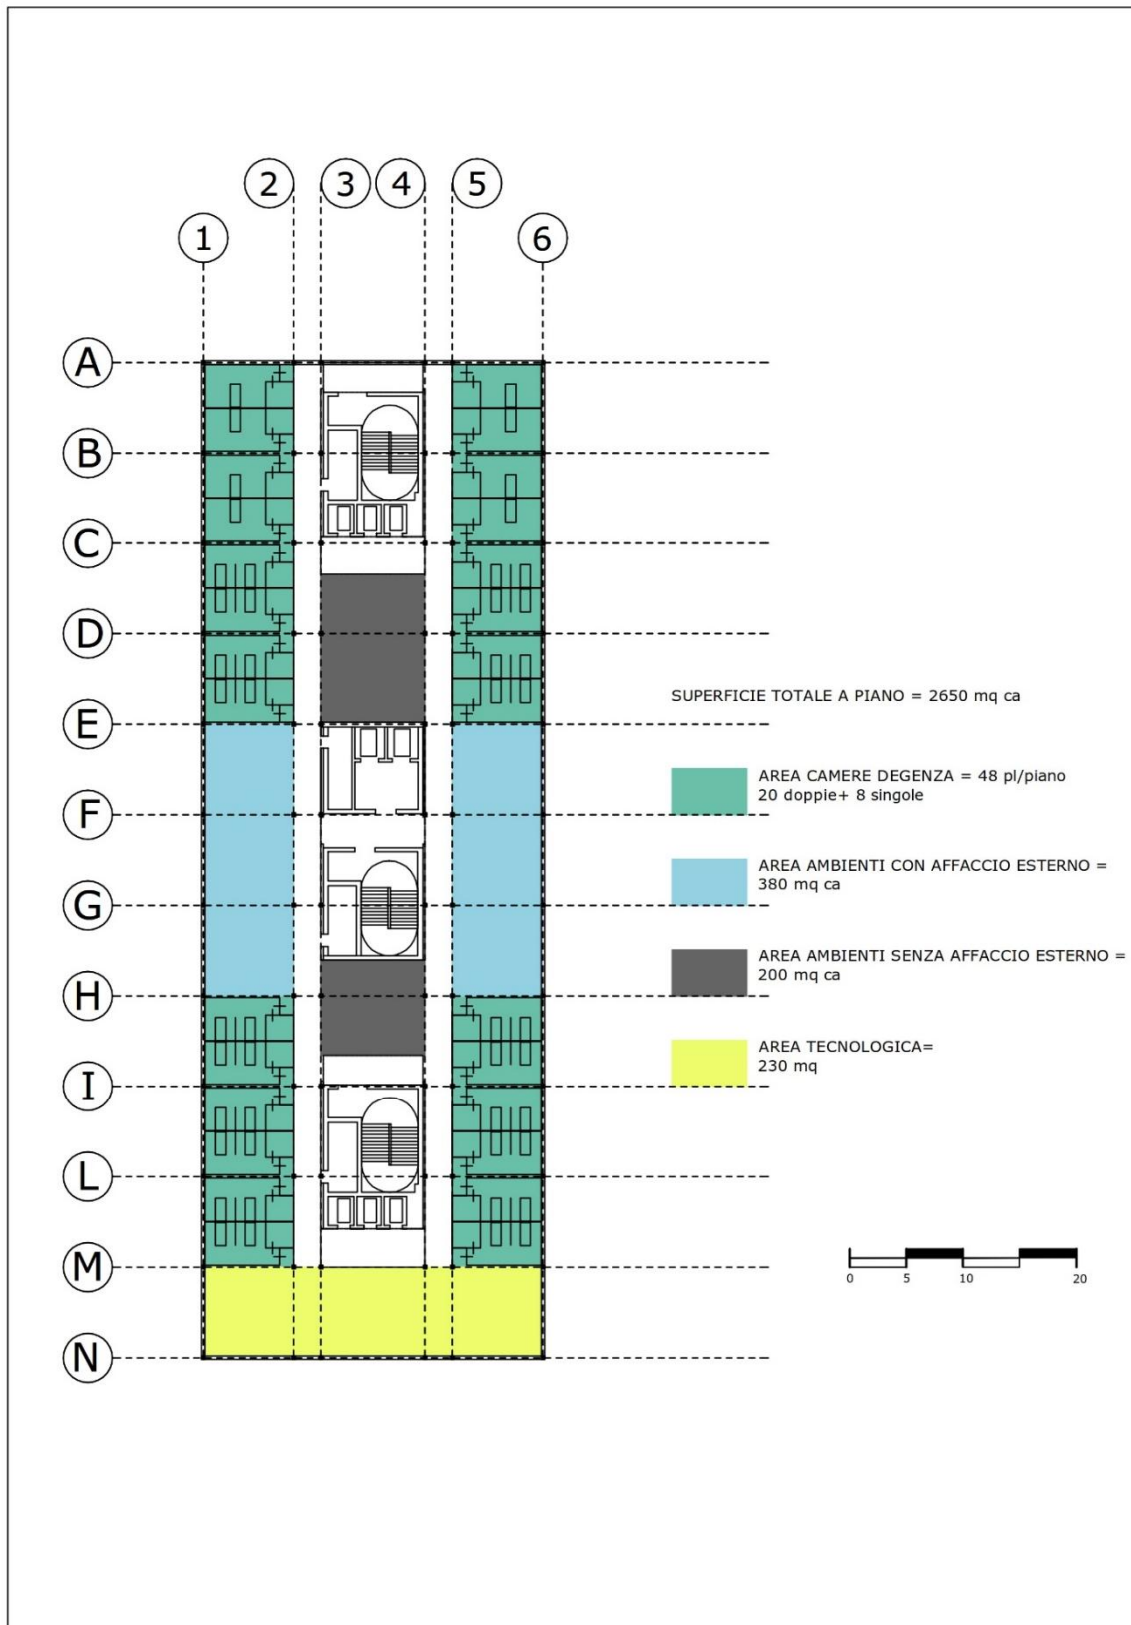 2
3
4
5
1
6
A
B
C
D
E
F
G
H
I
L
M
N
SUPERFICIE TOTALE A PIANO = 2650 mq ca
AREA CAMERE DEGENZA = 48 pl/piano
20 doppie+ 8 singole
AREA AMBIENTI CON AFFACCIO ESTERNO =
380 mq ca
AREA AMBIENTI SENZA AFFACCIO ESTERNO =
200 mq ca
AREA TECNOLOGICA=
230 mq
0 5 10 20